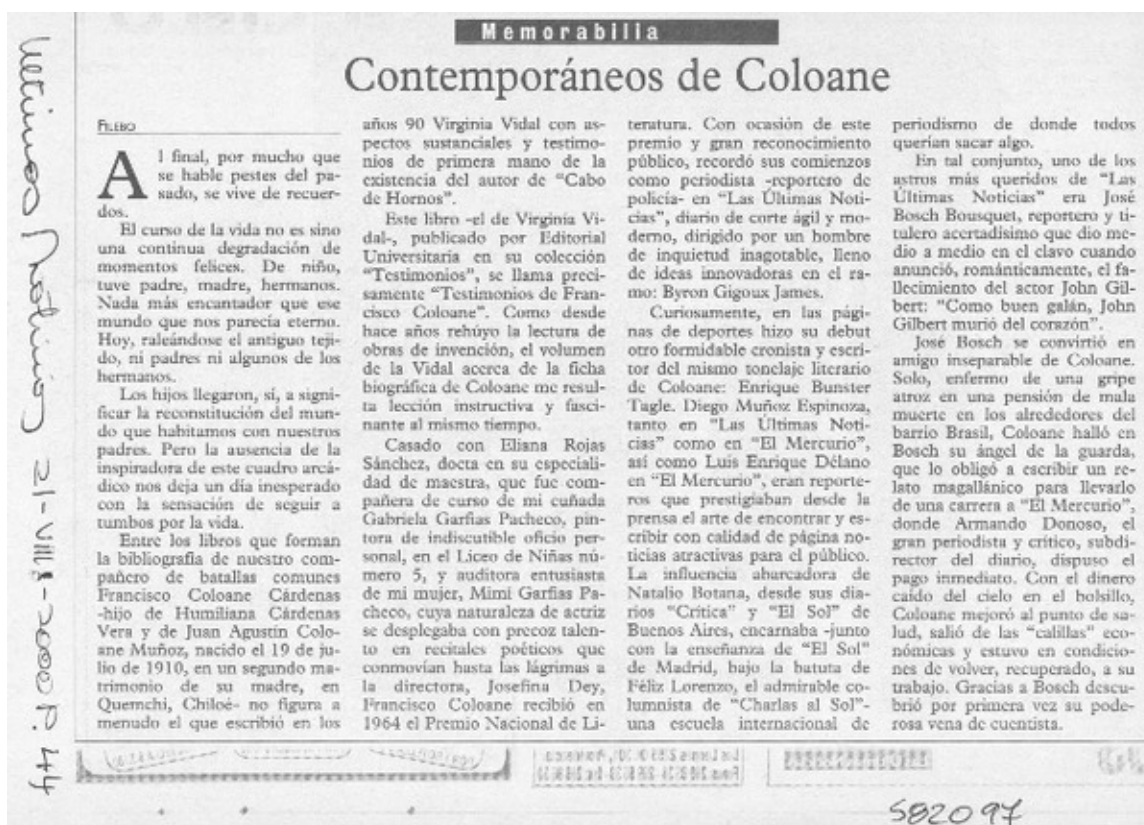 Memorabilia
Contemporáneos de Coloane
FILEBO
Al final, por mucho que
se hable pestes del pa-
sado, se vive de recuer-
dos.
El curso de la vida no es sino
una continua degradación de
momentos felices. De niño,
tuve padre, madre, hermanos.
Nada más encantador que ese
mundo que nos parecía eterno.
Hoy, raleándose el antiguo teji-
do, ni padres ni algunos de los
hermanos.
Los hijos llegaron, sí, a signi-
ficar la reconstitución del mun-
do que habitamos con nuestros
padres. Pero la ausencia de la
inspiradora de este cuadro arcá-
dico nos deja un día inesperado
con la sensación de seguir a
tumbos por la vida.
Entre los libros que forman
la bibliografía de nuestro com-
pañero de batallas comunes
Francisco Coloane Cárdenas
-hijo de Humiliana Cárdenas
Vera y de Juan Agustín Colo-
ane Muñoz, nacido el 19 de ju-
lio de 1910, en un segundo ma-
trimonio de su madre, en
Quemchi, Chiloé- no figura a
menudo el que escribió en los
años 90 Virginia Vidal con as-
pectos sustanciales y testimo-
nios de primera mano de la
existencia del autor de "Cabo
de Hornos".
Este libro -el de Virginia Vi-
dal-, publicado por Editorial
Universitaria en su colección
"Testimonios", se llama preci-
samente "Testimonios de Fran-
cisco Coloane". Como desde
hace años rehúyo la lectura de
obras de invención, el volumen
de la Vidal acerca de la ficha
biográfica de Coloane me resul-
ta lección instructiva y fasci-
nante al mismo tiempo.
Casado con Eliana Rojas
Sánchez, docta en su especiali-
dad de maestra, que fue com-
pañera de curso de mi cuñada
Gabriela Garfias Pacheco, pin-
tora de indiscutible oficio per-
sonal, en el Liceo de Niñas nú-
mero 5, y auditora entusiasta
de mi mujer, Mimí Garfias Pa-
checo, cuya naturaleza de actriz
se desplegaba con precoz talen-
to en recitales poéticos que
conmovían hasta las lágrimas a
la directora, Josefina Dey,
Francisco Coloane recibió en
1964 el Premio Nacional de Li-
teratura. Con ocasión de este
premio y gran reconocimiento
público, recordó sus comienzos
como periodista -reportero de
policía- en "Las Últimas Noti-
cias", diario de corte ágil y mo-
derno, dirigido por un hombre
de inquietud inagotable, lleno
de ideas innovadoras en el ra-
mo: Byron Gigoux James.
Curiosamente, en las pági-
nas de deportes hizo su debut
otro formidable cronista y escri-
tor del mismo tonelaje literario
de Coloane: Enrique Bunster
Tagle. Diego Muñoz Espinoza,
tanto en "Las Últimas Noti-
cias" como en "El Mercurio",
así como Luis Enrique Délano
en "El Mercurio", eran reporte-
ros que prestigiaban desde la
prensa el arte de encontrar y es-
cribir con calidad de página no-
ticias atractivas para el público.
La influencia abarcadora de
Natalio Botana, desde sus dia-
rios "Crítica" y "El Sol" de
Buenos Aires, encarnaba -junto
con la enseñanza de "El Sol"
de Madrid, bajo la batuta de
Féliz Lorenzo, el admirable co-
lumnista de "Charlas al Sol"-
una escuela internacional de
periodismo de donde todos
querían sacar algo.
En tal conjunto, uno de los
astros más queridos de "Las
Últimas Noticias" era José
Bosch Bousquet, reportero y ti-
tulero acertadísimo que dio me-
dio a medio en el clavo cuando
anunció, románticamente, el fa-
llecimiento del actor John Gil-
bert: "Como buen galán, John
Gilbert murió del corazón".
José Bosch se convirtió en
amigo inseparable de Coloane.
Solo, enfermo de una gripe
atroz en una pensión de mala
muerte en los alrededores del
barrio Brasil, Coloane halló en
Bosch su ángel de la guarda,
que lo obligó a escribir un re-
lato magallánico para llevarlo
de una carrera a "El Mercurio",
donde Armando Donoso, el
gran periodista y crítico, subdi-
rector del diario, dispuso el
pago inmediato. Con el dinero
caído del cielo en el bolsillo,
Coloane mejoró al punto de sa-
lud, salió de las "calillas" eco-
nómicas y estuvo en condicio-
nes de volver, recuperado, a su
trabajo. Gracias a Bosch descu-
brió por primera vez su pode-
rosa vena de cuentista.
Ultimas Noticias 21-VIII-2000 P. 44
582097